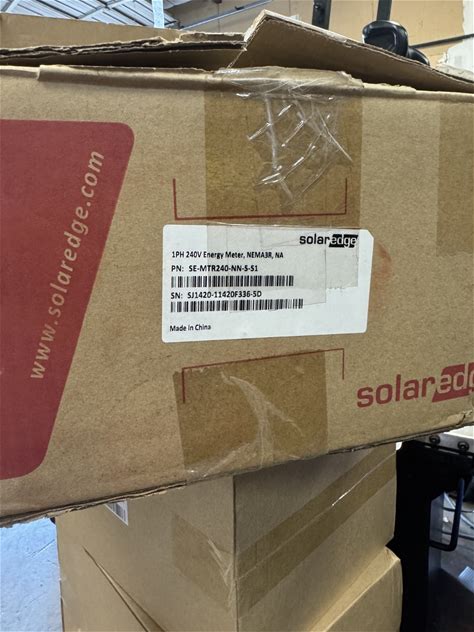 www.solaredge.com
solaredge
1PH 240V Energy Meter, NEMA3R, NA
PN: SE-MTR240-NN-S-S1
SN: SJ1420-11420F336-5D
Made in China
solaredge